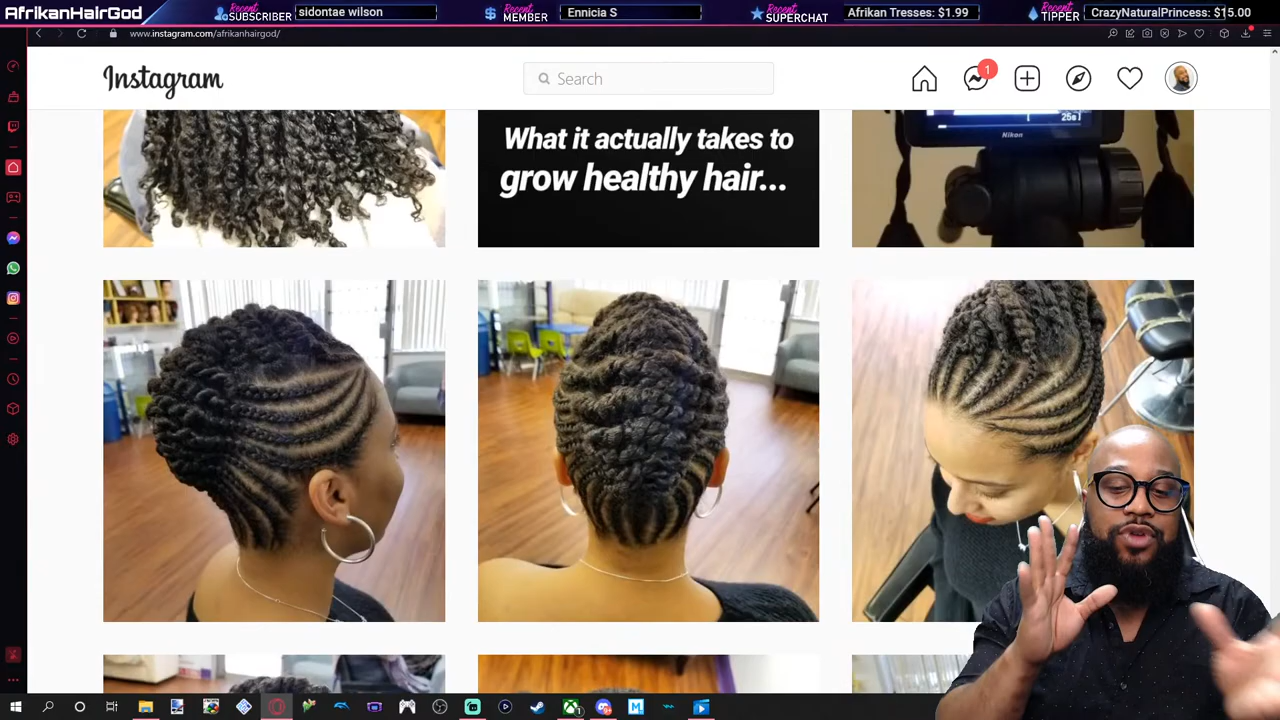 AfrikanHairGod
Recent SUBSCRIBER sidontae wilson
Recent MEMBER Ennicia S
Recent SUPERCHAT Afrikan Tresses: $1.99
Recent TIPPER CrazyNaturalPrincess: $15.00
www.instagram.com/afrikanhairgod/
Instagram
Search
1
What it actually takes to
grow healthy hair...
25s
Nikon